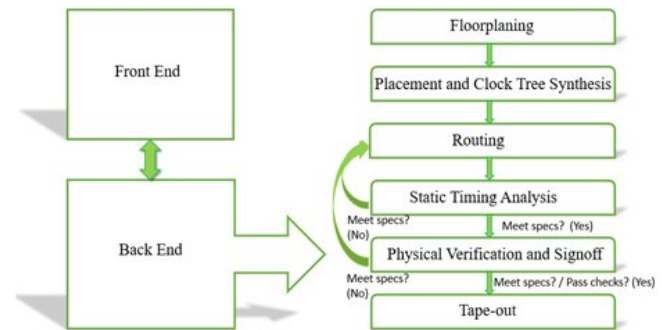 Front End
Back End
Floorplaning
Placement and Clock Tree Synthesis
Routing
Static Timing Analysis
Meet specs?
(No)
Meet specs? (Yes)
Physical Verification and Signoff
Meet specs?
(No)
Meet specs? / Pass checks? (Yes)
Tape-out